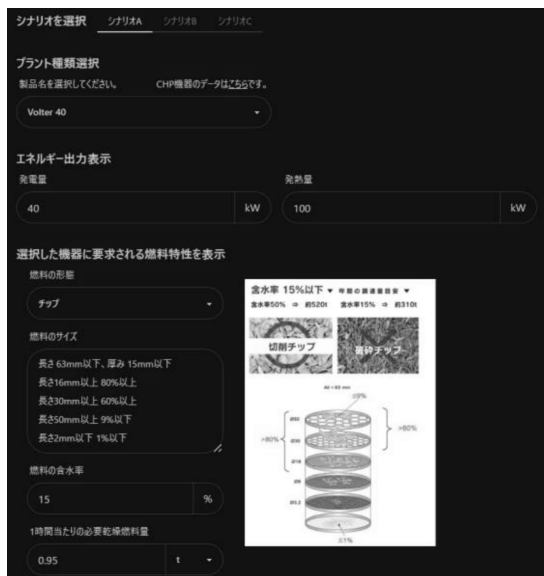 シナリオを選択 シナリオA シナリオB シナリオC
プラント種類選択
製品名を選択してください。 CHP機器のデータはこちらです。
Volter 40
エネルギー出力表示
発電量 発熱量
40 kW 100 kW
選択した機器に要求される燃料特性を表示
燃料の形態
チップ
燃料のサイズ
長さ 63mm以下、厚み 15mm以下
長さ16mm以上 80%以上
長さ30mm以上 60%以上
長さ50mm以上 9%以下
長さ2mm以下 1%以下
燃料の含水率
15 %
1時間当たりの必要乾燥燃料量
0.95 t
含水率 15%以下 ▼ 年間の調達量目安 ▼
含水率50% ⇒ 約520t 含水率15% ⇒ 約310t
切削チップ 破砕チップ
≤9%
>80% >60%
≤1%